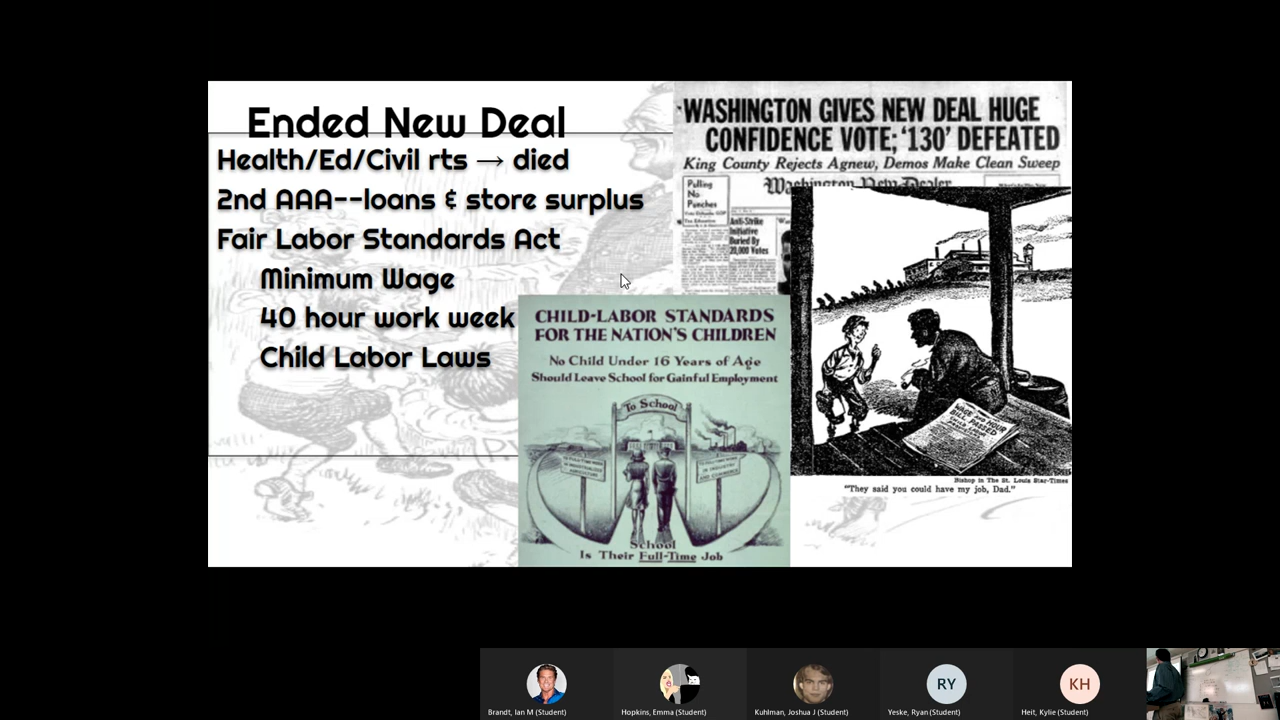 Ended New Deal
Health/Ed/Civil rts → died
2nd AAA--loans & store surplus
Fair Labor Standards Act
Minimum Wage
40 hour work week
Child Labor Laws
WASHINGTON GIVES NEW DEAL HUGE
CONFIDENCE VOTE; '130' DEFEATED
King County Rejects Agnew, Demos Make Clean Sweep
Pulling
No
Punches
Washington New Dealer
Anti-Strike
Initiative
Buried By
20,000 Votes
CHILD-LABOR STANDARDS
FOR THE NATION'S CHILDREN
No Child Under 16 Years of Age
Should Leave School for Gainful Employment
To School
School
Is Their Full-Time Job
WAGE HOUR
BILL PASSED
Bishop in The St. Louis Star-Times
"They said you could have my job, Dad."
Brandt, Ian M (Student)
Hopkins, Emma (Student)
Kuhlman, Joshua J (Student)
RY
Yeske, Ryan (Student)
KH
Heit, Kylie (Student)